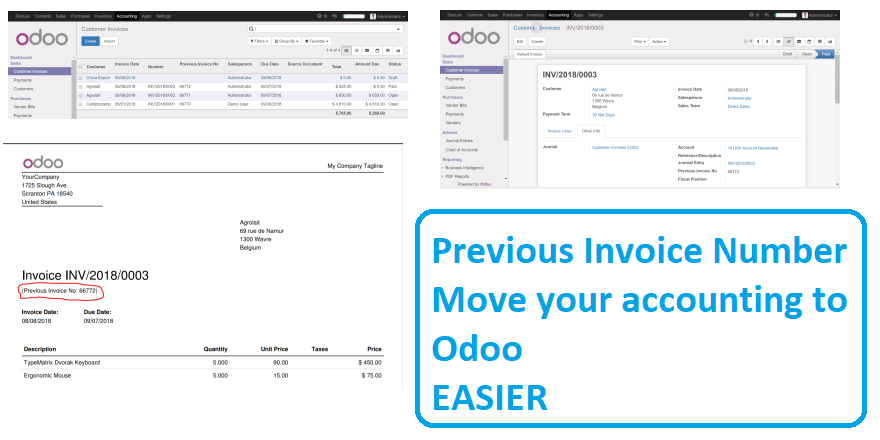 Discuss Contacts Sales Purchases Inventory Accounting Apps Settings
Administrator
odoo
Customer Invoices
Create Import
Filters Group By Favorites
1-4 of 4
Dashboard
Sales
Customer Invoices
Payments
Customers
Purchases
Vendor Bills
Payments
Customer Invoice Date Number Previous Invoice No Salesperson Due Date Source Document Total Amount Due Status
China Export 08/08/2018 Administrator 08/08/2018 $ 0.00 $ 0.00 Draft
Agrolait 08/08/2018 INV/2018/0003 66772 Administrator 09/07/2018 $ 525.00 $ 0.00 Paid
Agrolait 08/08/2018 INV/2018/0002 66771 Administrator 09/07/2018 $ 650.00 $ 650.00 Open
Camptocamp 08/01/2018 INV/2018/0001 66770 Demo User 08/30/2018 $ 4,610.00 $ 4,610.00 Open
5,785.00 5,260.00
Discuss Contacts Sales Purchases Inventory Accounting Apps Settings
Administrator
odoo
Customer Invoices / INV/2018/0003
Edit Create
Print Action
2 / 4
Refund Invoice
Draft Open Paid
Dashboard
Sales
Customer Invoices
Payments
Customers
Purchases
Vendor Bills
Payments
Vendors
Adviser
Journal Entries
Chart of Accounts
Reporting
Business Intelligence
PDF Reports
Powered by Odoo
INV/2018/0003
Customer Agrolait
69 rue de Namur
1300 Wavre
Belgium
Payment Term 30 Net Days
Invoice Date 08/08/2018
Salesperson Administrator
Sales Team Direct Sales
Invoice Lines Other Info
Journal Customer Invoices (USD)
Account 101200 Account Receivable
Reference/Description
Journal Entry INV/2018/0003
Previous Invoice No 66772
Fiscal Position
odoo
My Company Tagline
YourCompany
1725 Slough Ave.
Scranton PA 18540
United States
Agrolait
69 rue de Namur
1300 Wavre
Belgium
Invoice INV/2018/0003
(Previous Invoice No: 66772)
Invoice Date: Due Date:
08/08/2018 09/07/2018
Description Quantity Unit Price Taxes Price
TypeMatrix Dvorak Keyboard 5.000 90.00 $ 450.00
Ergonomic Mouse 5.000 15.00 $ 75.00
Previous Invoice Number
Move your accounting to
Odoo
EASIER